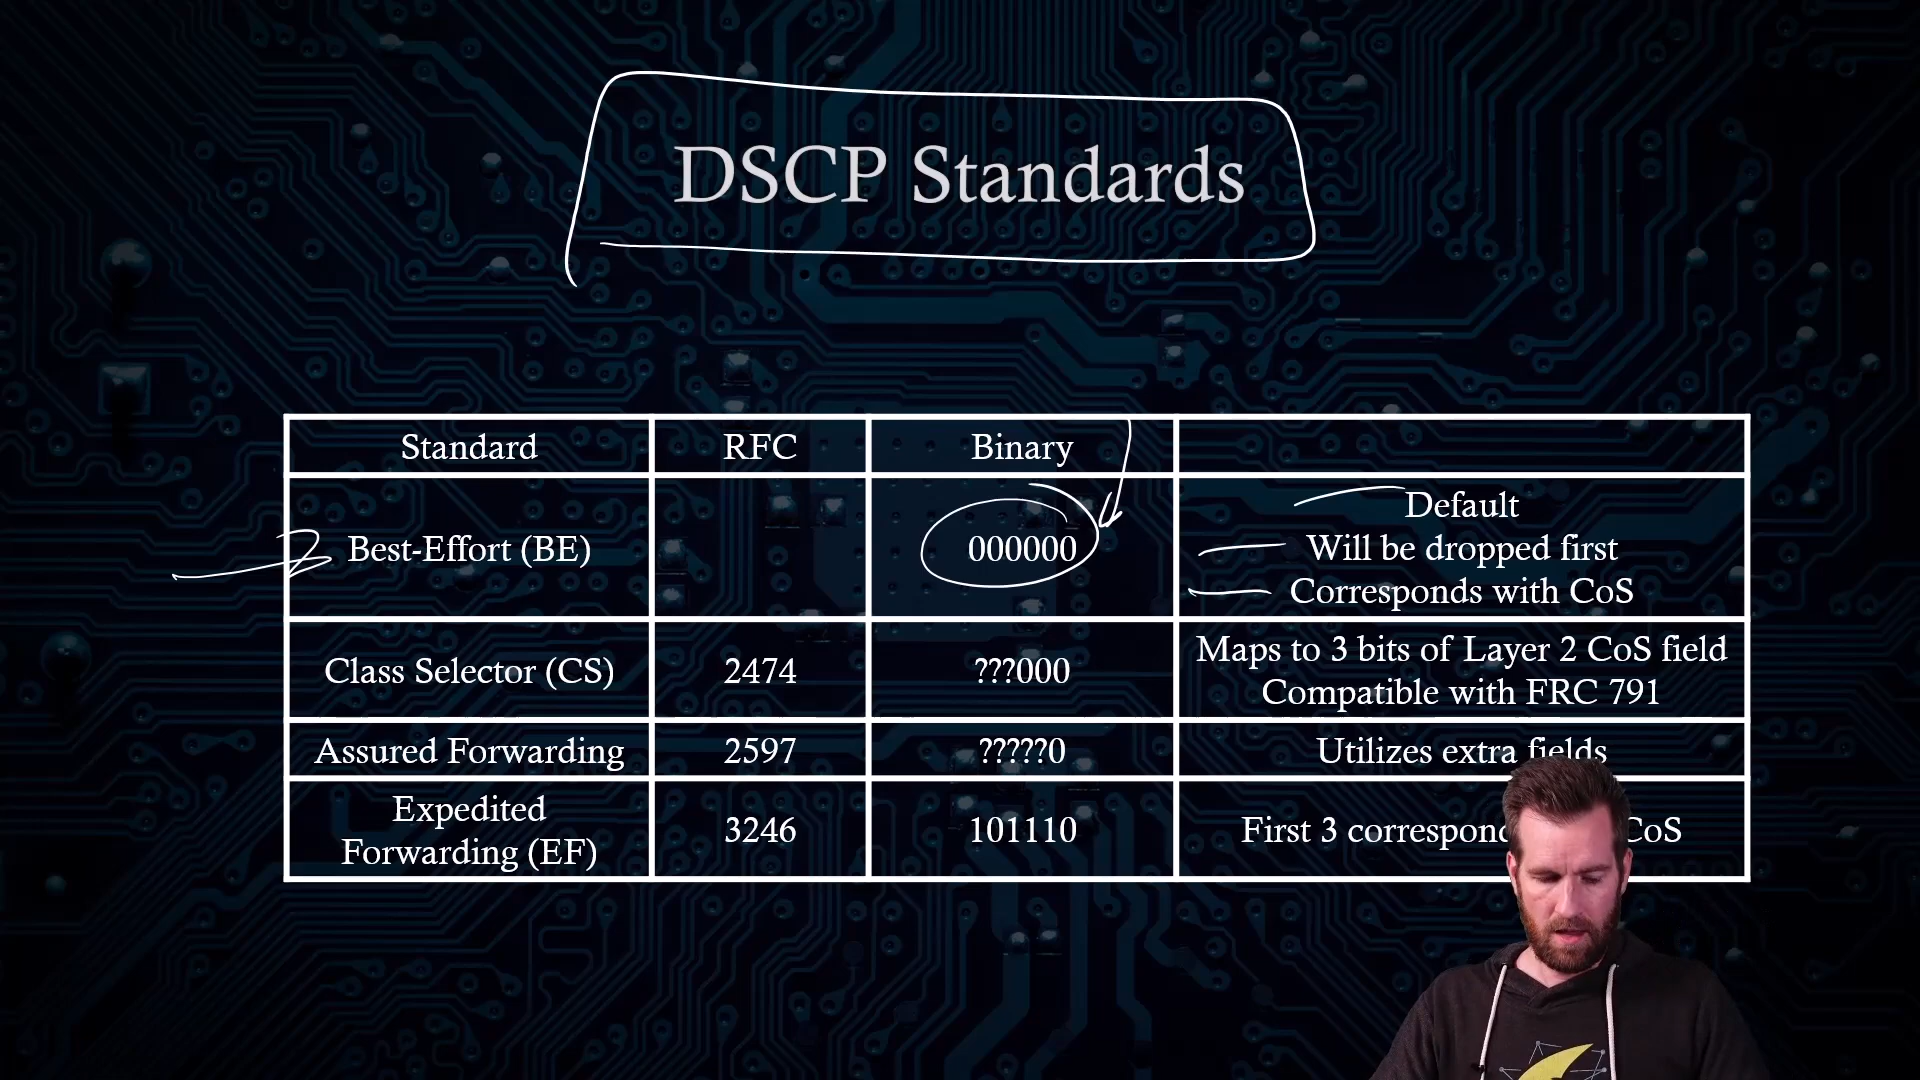 DSCP Standards
Standard RFC Binary
Best-Effort (BE) 000000 Default
Will be dropped first
Corresponds with CoS
Class Selector (CS) 2474 ???000 Maps to 3 bits of Layer 2 CoS field
Compatible with FRC 791
Assured Forwarding 2597 ?????0 Utilizes extra fields
Expedited
Forwarding (EF) 3246 101110 First 3 CoS